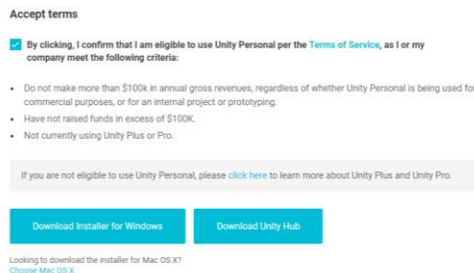 Accept terms
By clicking, I confirm that I am eligible to use Unity Personal per the Terms of Service, as I or my
company meet the following criteria:
Do not make more than $100k in annual gross revenues, regardless of whether Unity Personal is being used for
commercial purposes, or for an internal project or prototyping.
Have not raised funds in excess of $100K.
Not currently using Unity Plus or Pro.
If you are not eligible to use Unity Personal, please click here to learn more about Unity Plus and Unity Pro.
Download Installer for Windows Download Unity Hub
Looking to download the installer for Mac OS X?
Choose Mac OS X